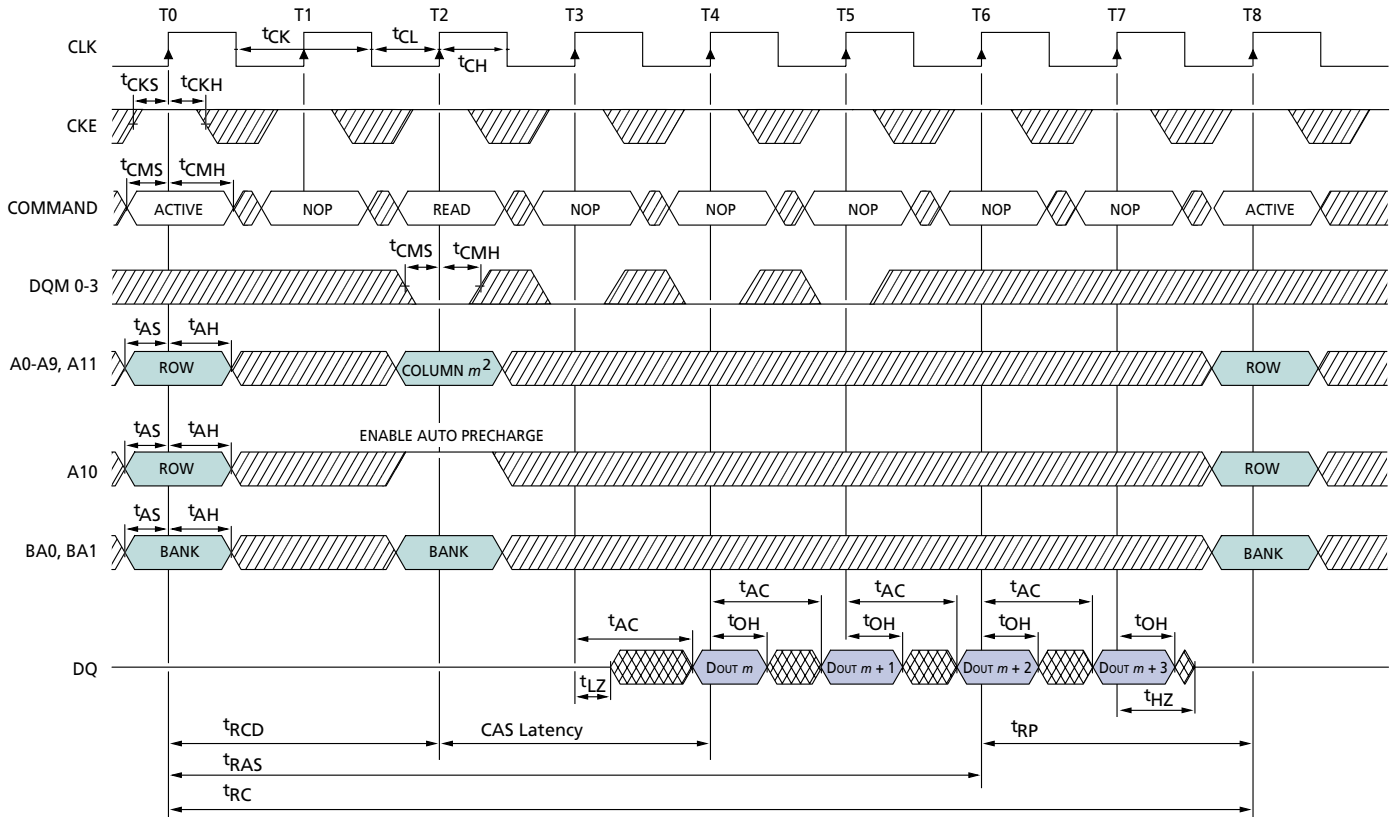 T0 T1 T2 T3 T4 T5 T6 T7 T8
CLK
tCK tCL
tCH
tCKS tCKH
CKE
tCMS tCMH
COMMAND ACTIVE NOP READ NOP NOP NOP NOP NOP ACTIVE
tCMS tCMH
DQM 0-3
tAS tAH
A0-A9, A11 ROW COLUMN m2 ROW
ENABLE AUTO PRECHARGE
tAS tAH
A10 ROW ROW
tAS tAH
BA0, BA1 BANK BANK BANK
tAC tAC tAC
tAC tOH tOH tOH tOH
DQ DOUT m DOUT m + 1 DOUT m + 2 DOUT m + 3
tLZ tHZ
tRCD CAS Latency tRP
tRAS
tRC